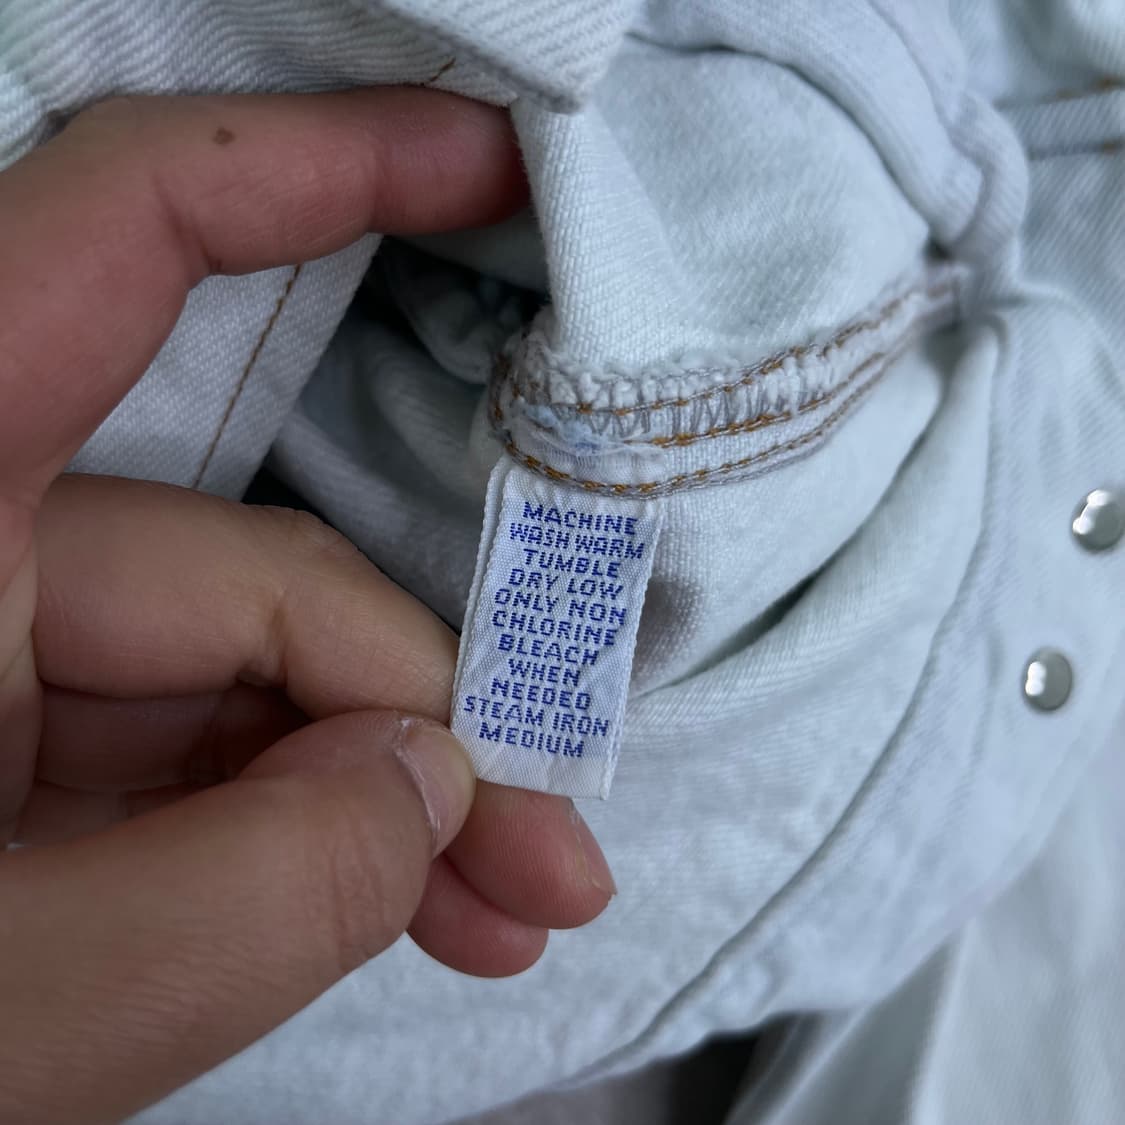 MACHINE
WASH WARM
TUMBLE
DRY LOW
ONLY NON
CHLORINE
BLEACH
WHEN
NEEDED
STEAM IRON
MEDIUM